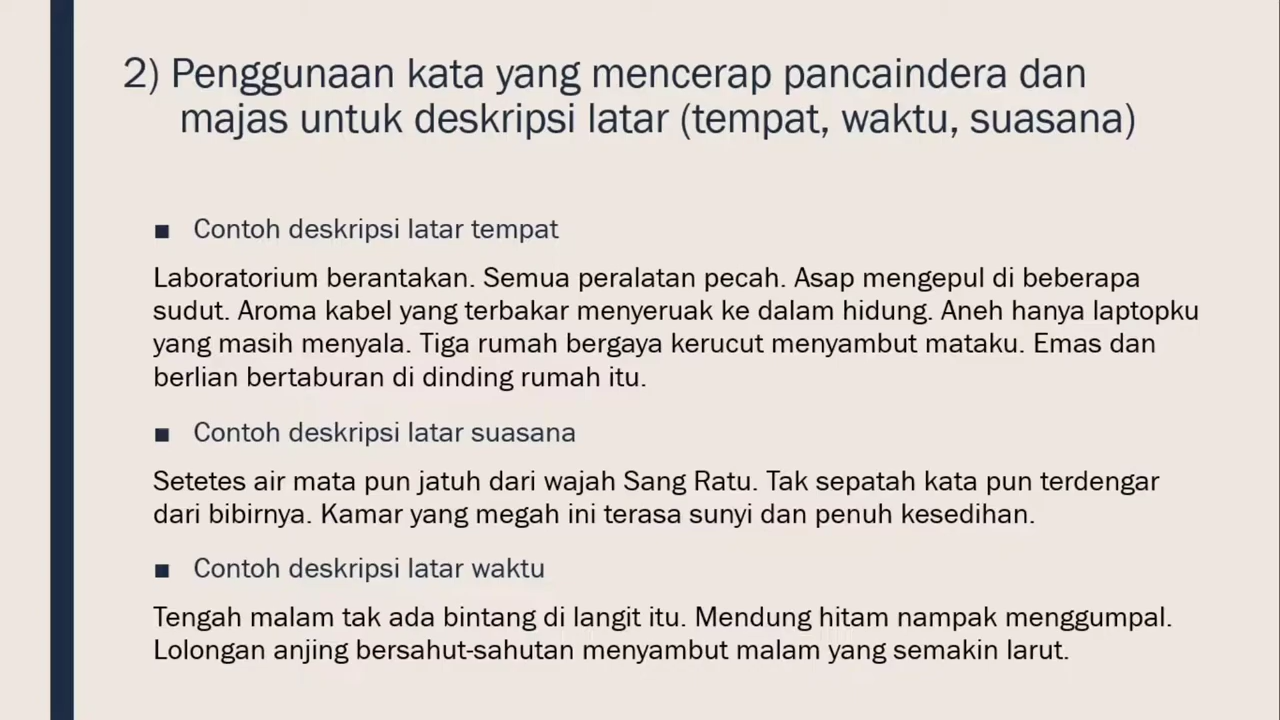 2) Penggunaan kata yang mencerap pancaindera dan
majas untuk deskripsi latar (tempat, waktu, suasana)
■ Contoh deskripsi latar tempat
Laboratorium berantakan. Semua peralatan pecah. Asap mengepul di beberapa
sudut. Aroma kabel yang terbakar menyeruak ke dalam hidung. Aneh hanya laptopku
yang masih menyala. Tiga rumah bergaya kerucut menyambut mataku. Emas dan
berlian bertaburan di dinding rumah itu.
■ Contoh deskripsi latar suasana
Setetes air mata pun jatuh dari wajah Sang Ratu. Tak sepatah kata pun terdengar
dari bibirnya. Kamar yang megah ini terasa sunyi dan penuh kesedihan.
■ Contoh deskripsi latar waktu
Tengah malam tak ada bintang di langit itu. Mendung hitam nampak menggumpal.
Lolongan anjing bersahut-sahutan menyambut malam yang semakin larut.